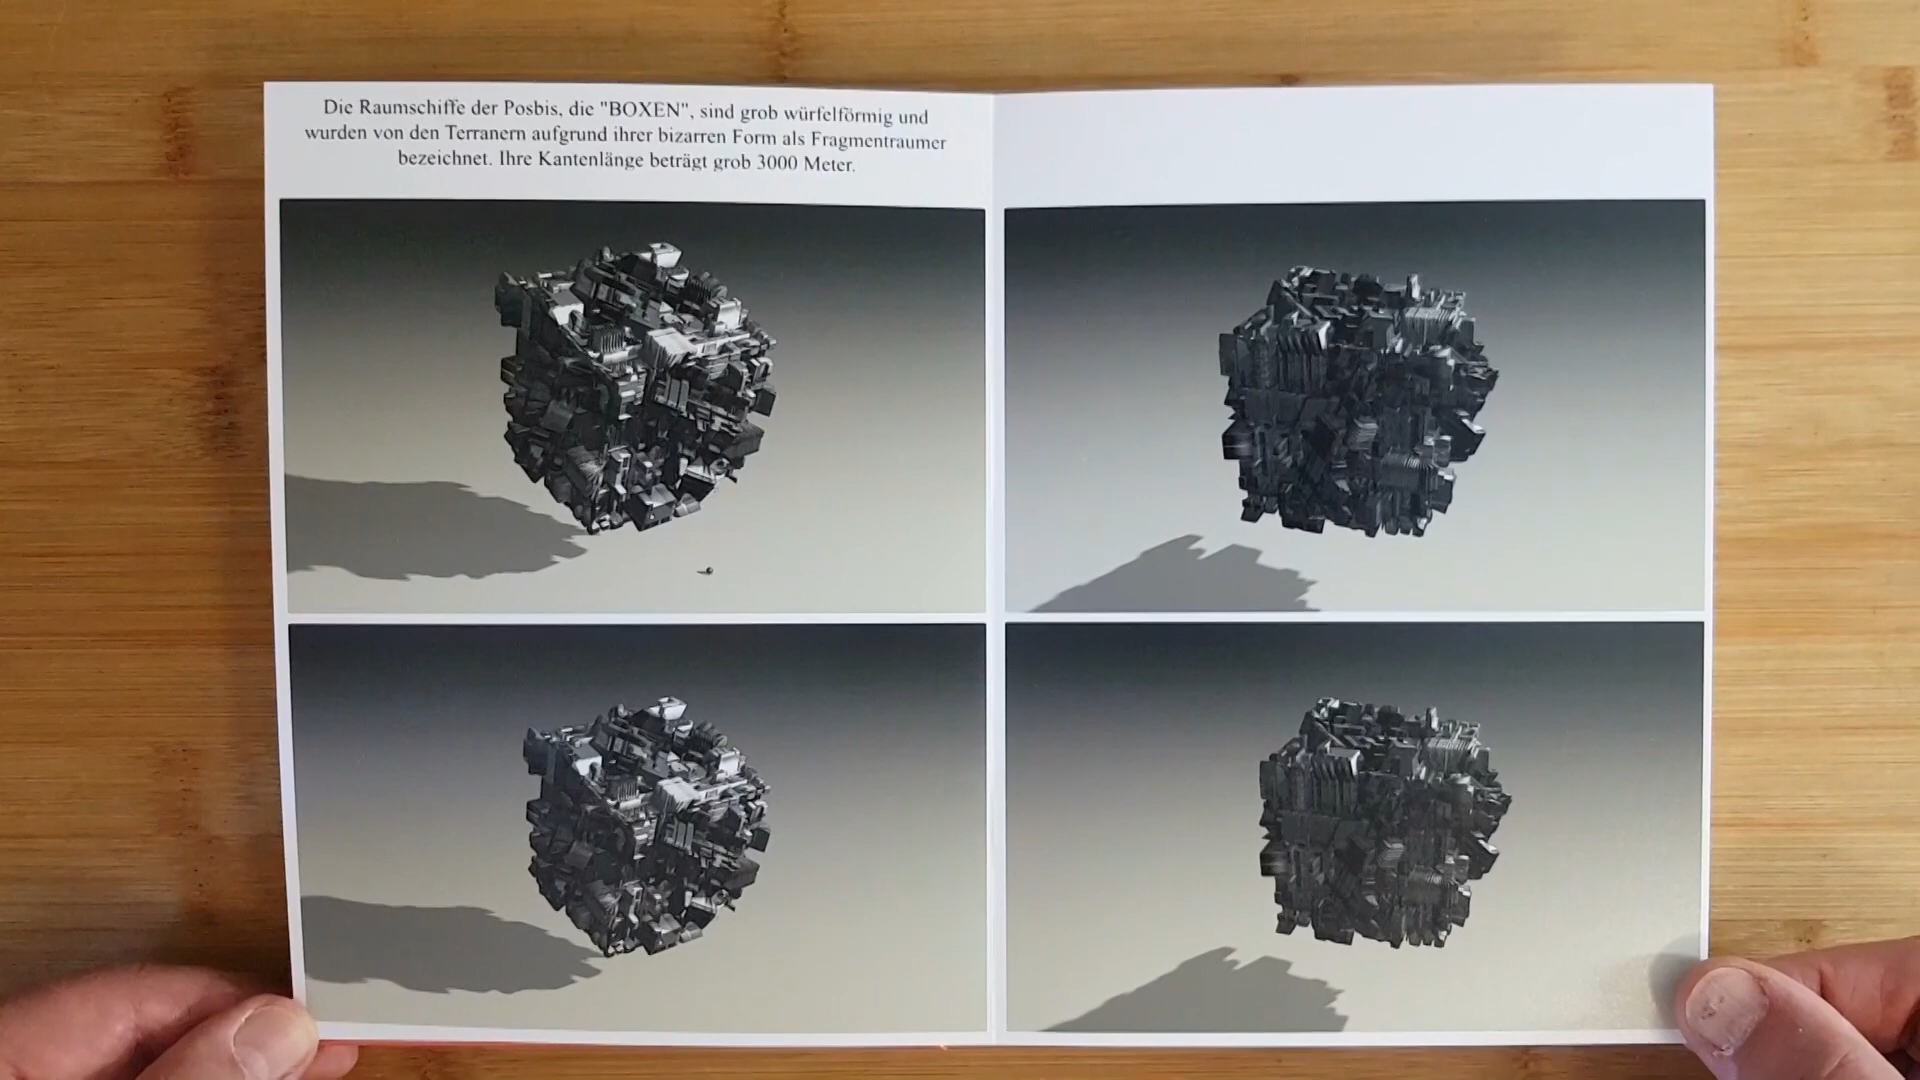 Die Raumschiffe der Posbis, die "BOXEN", sind grob würfelförmig und
wurden von den Terranern aufgrund ihrer bizarren Form als Fragmentraumer
bezeichnet. Ihre Kantenlänge beträgt grob 3000 Meter.